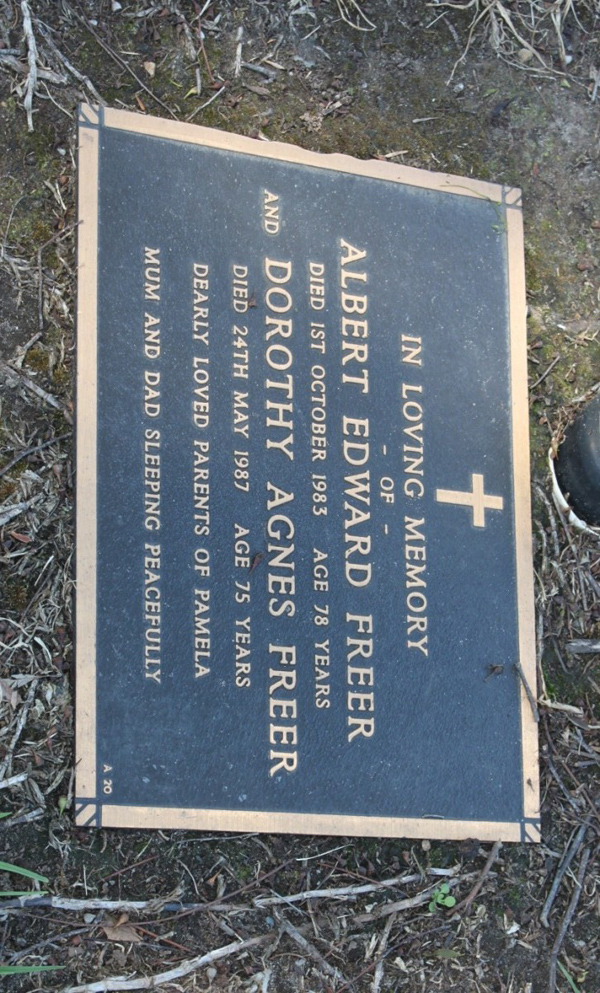 IN LOVING MEMORY
- OF -
ALBERT EDWARD FREER
DIED 1ST OCTOBER 1983 AGE 78 YEARS
AND DOROTHY AGNES FREER
DIED 24TH MAY 1987 AGE 75 YEARS
DEARLY LOVED PARENTS OF PAMELA
MUM AND DAD SLEEPING PEACEFULLY
A 20